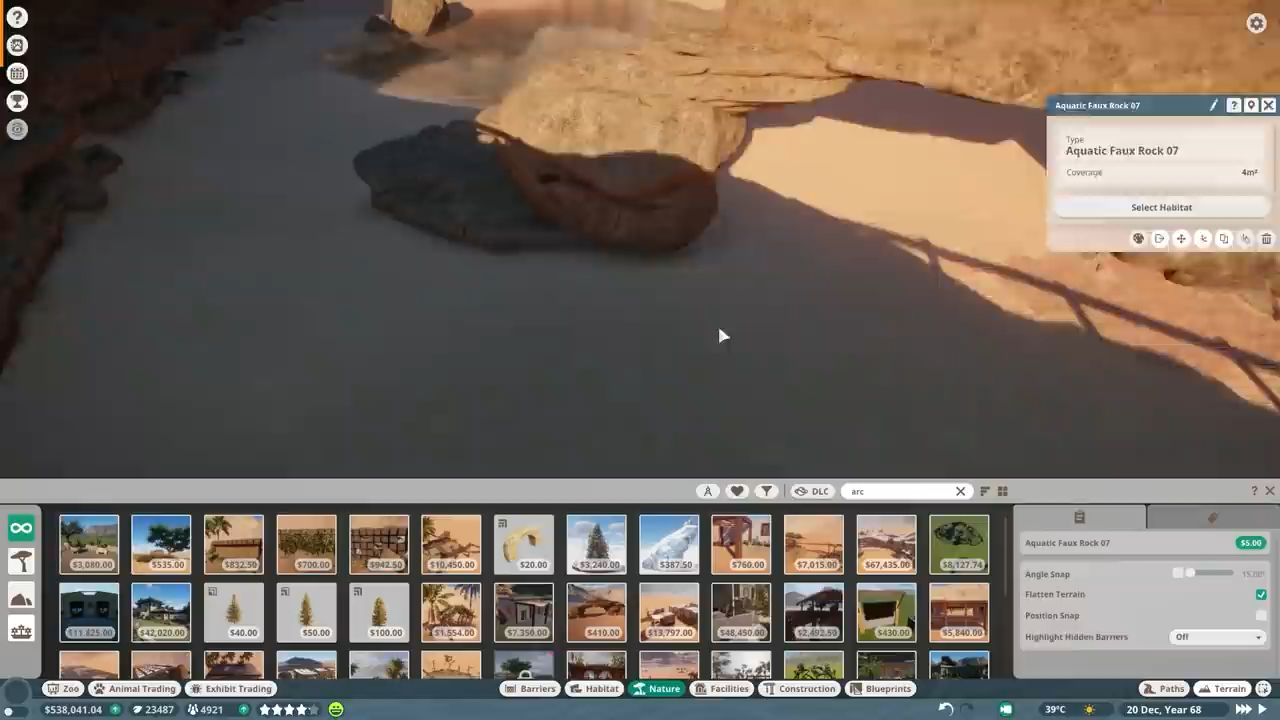 Aquatic Faux Rock 07
Type
Aquatic Faux Rock 07
Coverage 4m²
Select Habitat
DLC arc
$3,080.00 $535.00 $832.50 $700.00 $942.50 $10,450.00 $20.00 $3,240.00 $387.50 $760.00 $7,015.00 $67,435.00 $8,127.74
$11,825.00 $42,020.00 $40.00 $50.00 $100.00 $1,554.00 $7,350.00 $410.00 $13,797.00 $48,450.00 $2,492.50 $430.00 $5,840.00
Aquatic Faux Rock 07 $5.00
Angle Snap 15.00°
Flatten Terrain
Position Snap
Highlight Hidden Barriers Off
Zoo Animal Trading Exhibit Trading Barriers Habitat Nature Facilities Construction Blueprints Paths Terrain
$538,041.04 23487 4921 39°C 20 Dec, Year 68